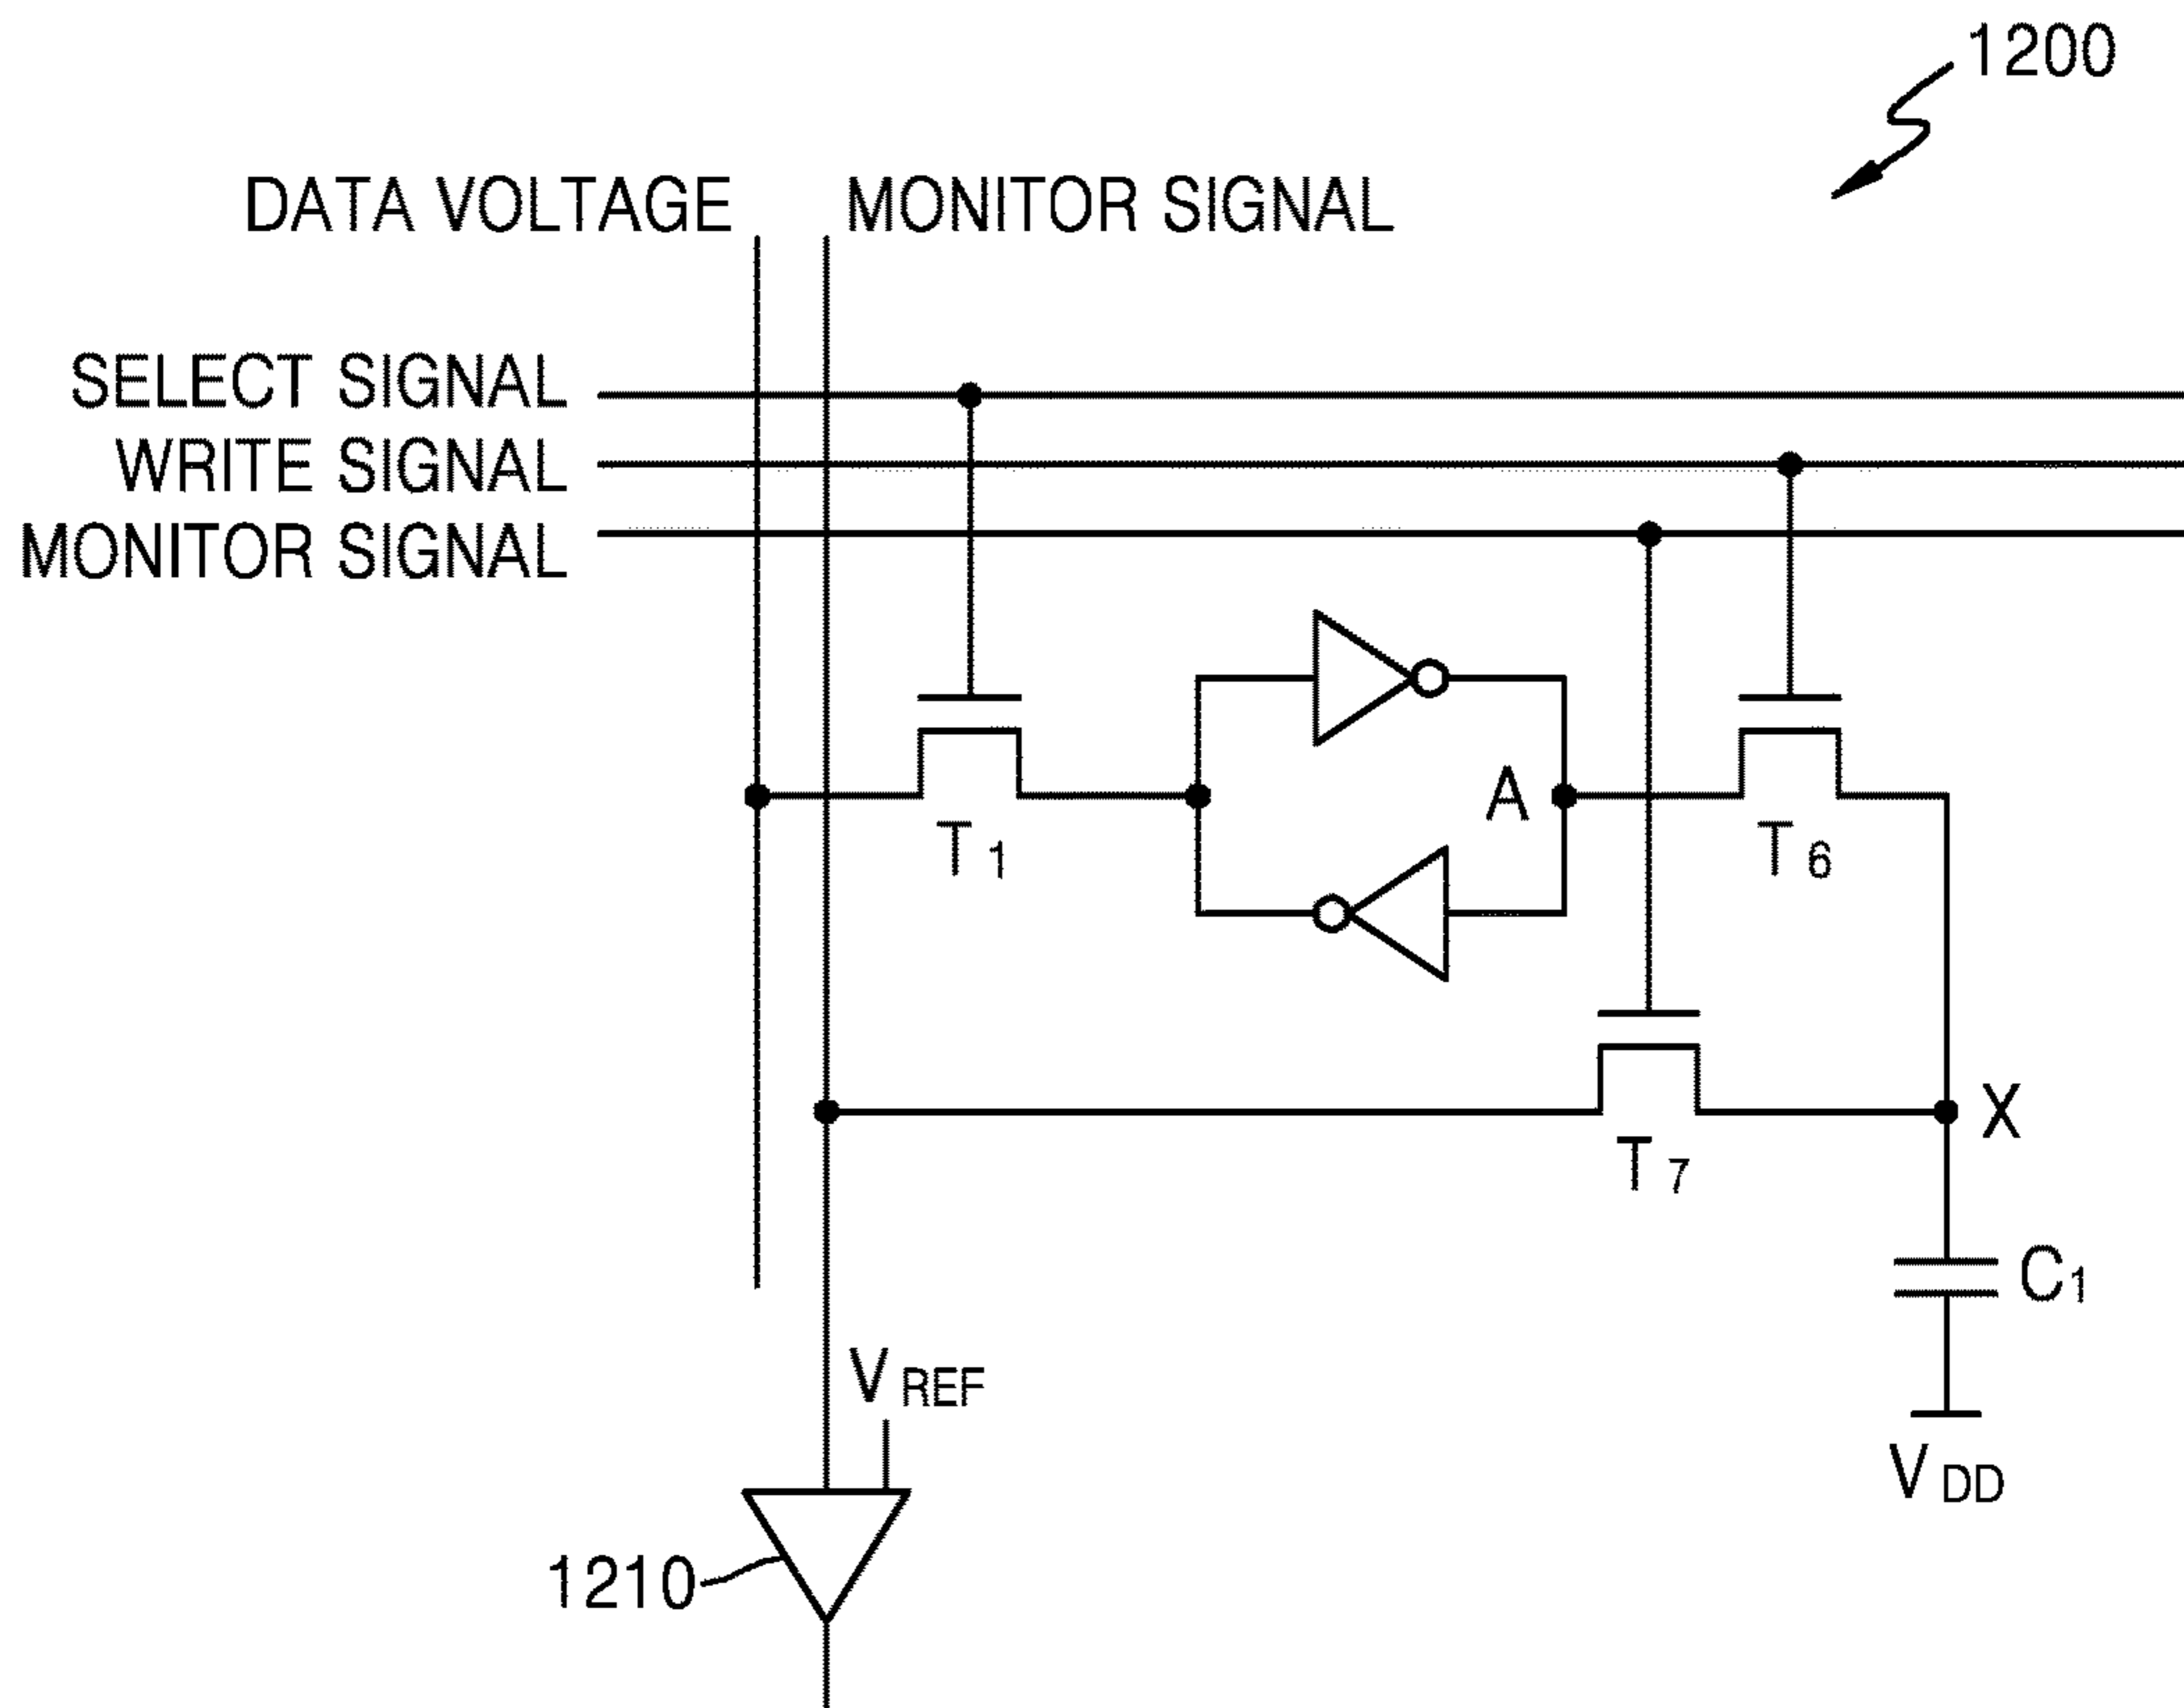 1200
DATA VOLTAGE
MONITOR SIGNAL
SELECT SIGNAL
WRITE SIGNAL
MONITOR SIGNAL
A
T1
T6
X
T7
C1
VREF
VDD
1210